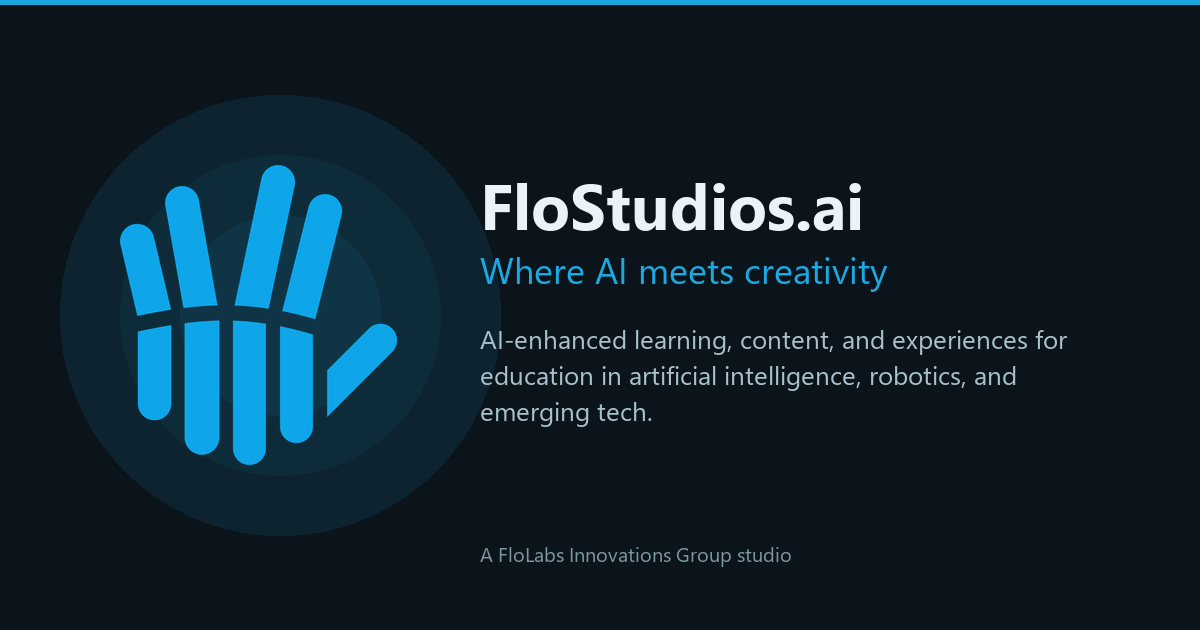 FloStudios.ai
Where AI meets creativity
AI-enhanced learning, content, and experiences for
education in artificial intelligence, robotics, and
emerging tech.
A FloLabs Innovations Group studio